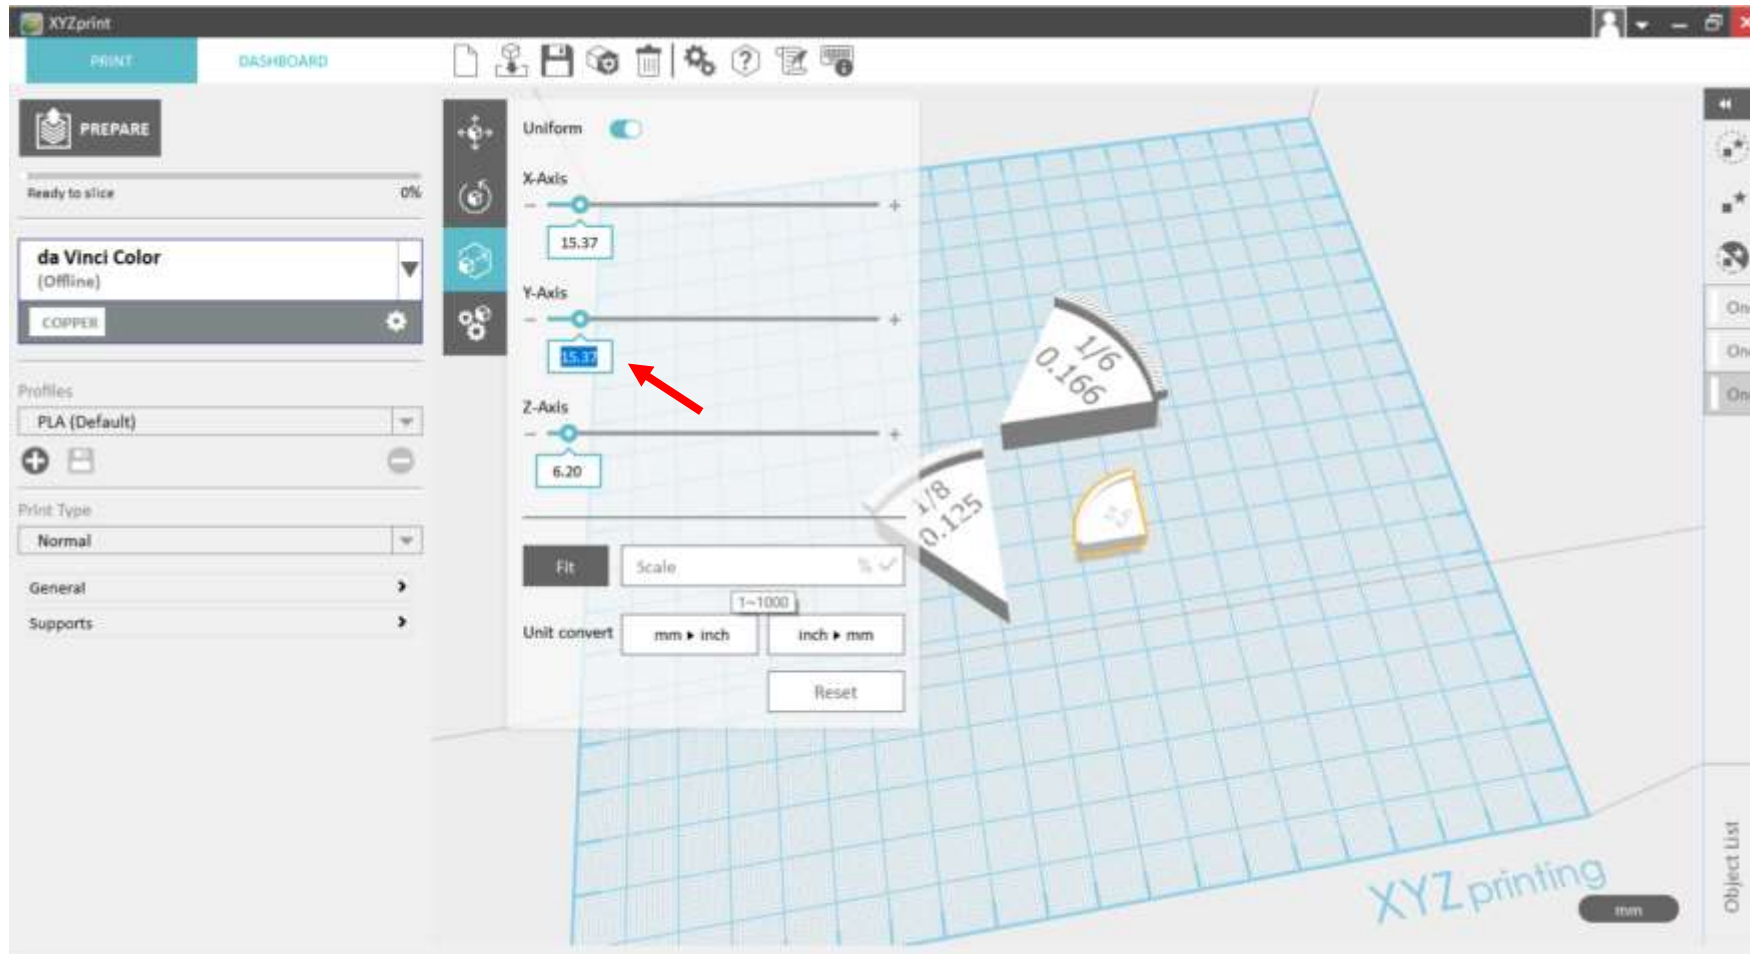 XYZprint
PRINT
DASHBOARD
PREPARE
Ready to slice
0%
da Vinci Color
(Offline)
COPPER
Profiles
PLA (Default)
Print Type
Normal
General
Supports
Uniform
X-Axis
15.37
Y-Axis
15.37
Z-Axis
6.20
Fit
Scale
%
1~1000
Unit convert
mm ▸ inch
inch ▸ mm
Reset
1/6
0.166
1/8
0.125
XYZprinting
mm
Object List